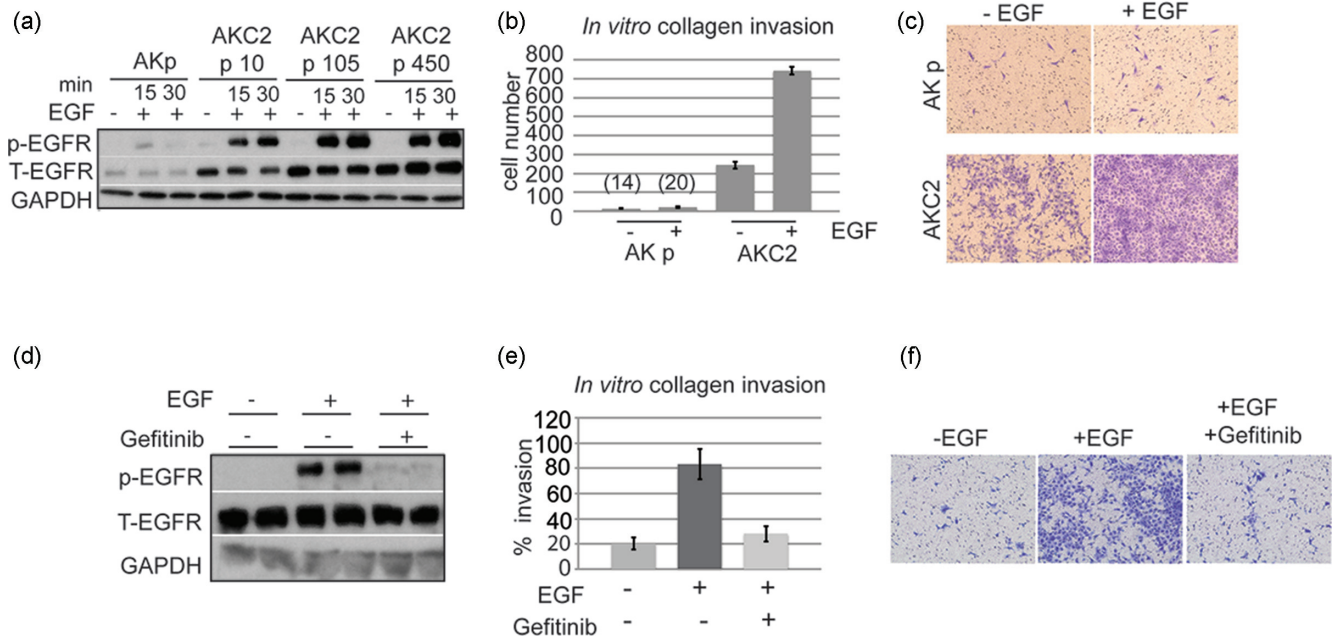 (a)
AKp
AKC2
p 10
AKC2
p 105
AKC2
p 450
min
15 30 15 30 15 30 15 30
EGF - + + - + + - + + - + +
p-EGFR
T-EGFR
GAPDH
(b)
In vitro collagen invasion
cell number
800
700
600
500
400
300
200
100
0
(14)
(20)
- + - + EGF
AK p AKC2
(c)
- EGF + EGF
AK p
AKC2
(d)
EGF - + +
Gefitinib - - +
p-EGFR
T-EGFR
GAPDH
(e)
In vitro collagen invasion
% invasion
120
100
80
60
40
20
0
EGF - + +
Gefitinib - - +
(f)
-EGF
+EGF
+EGF
+Gefitinib